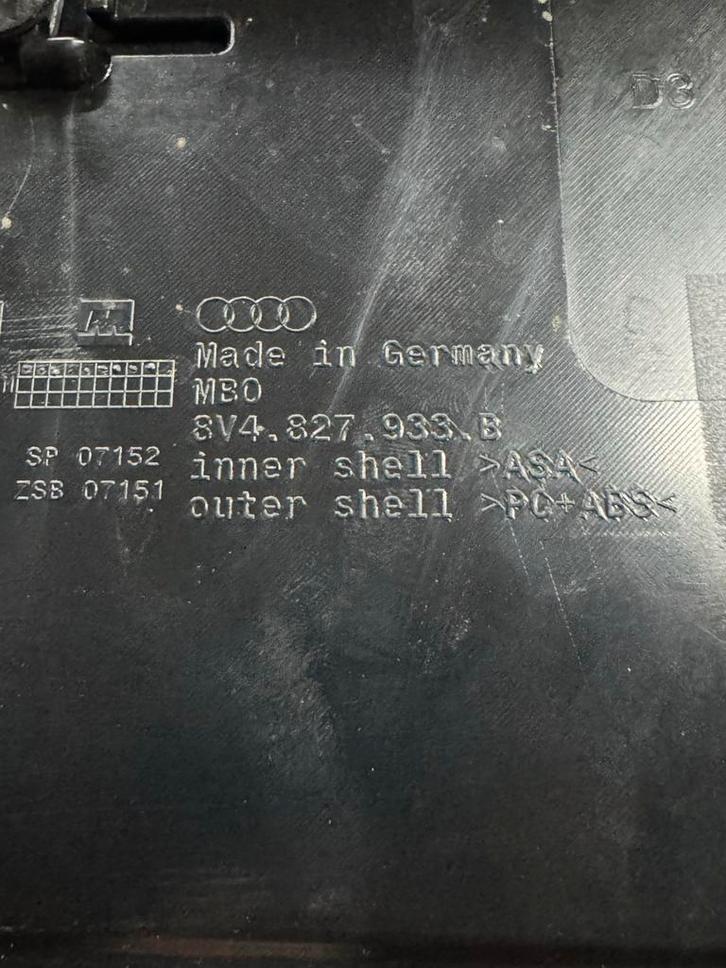 D3
Made in Germany
MBO
8V4.827.933.B
SP 07152
inner shell >ASA<
ZSB 07151
outer shell >PC+ABS<